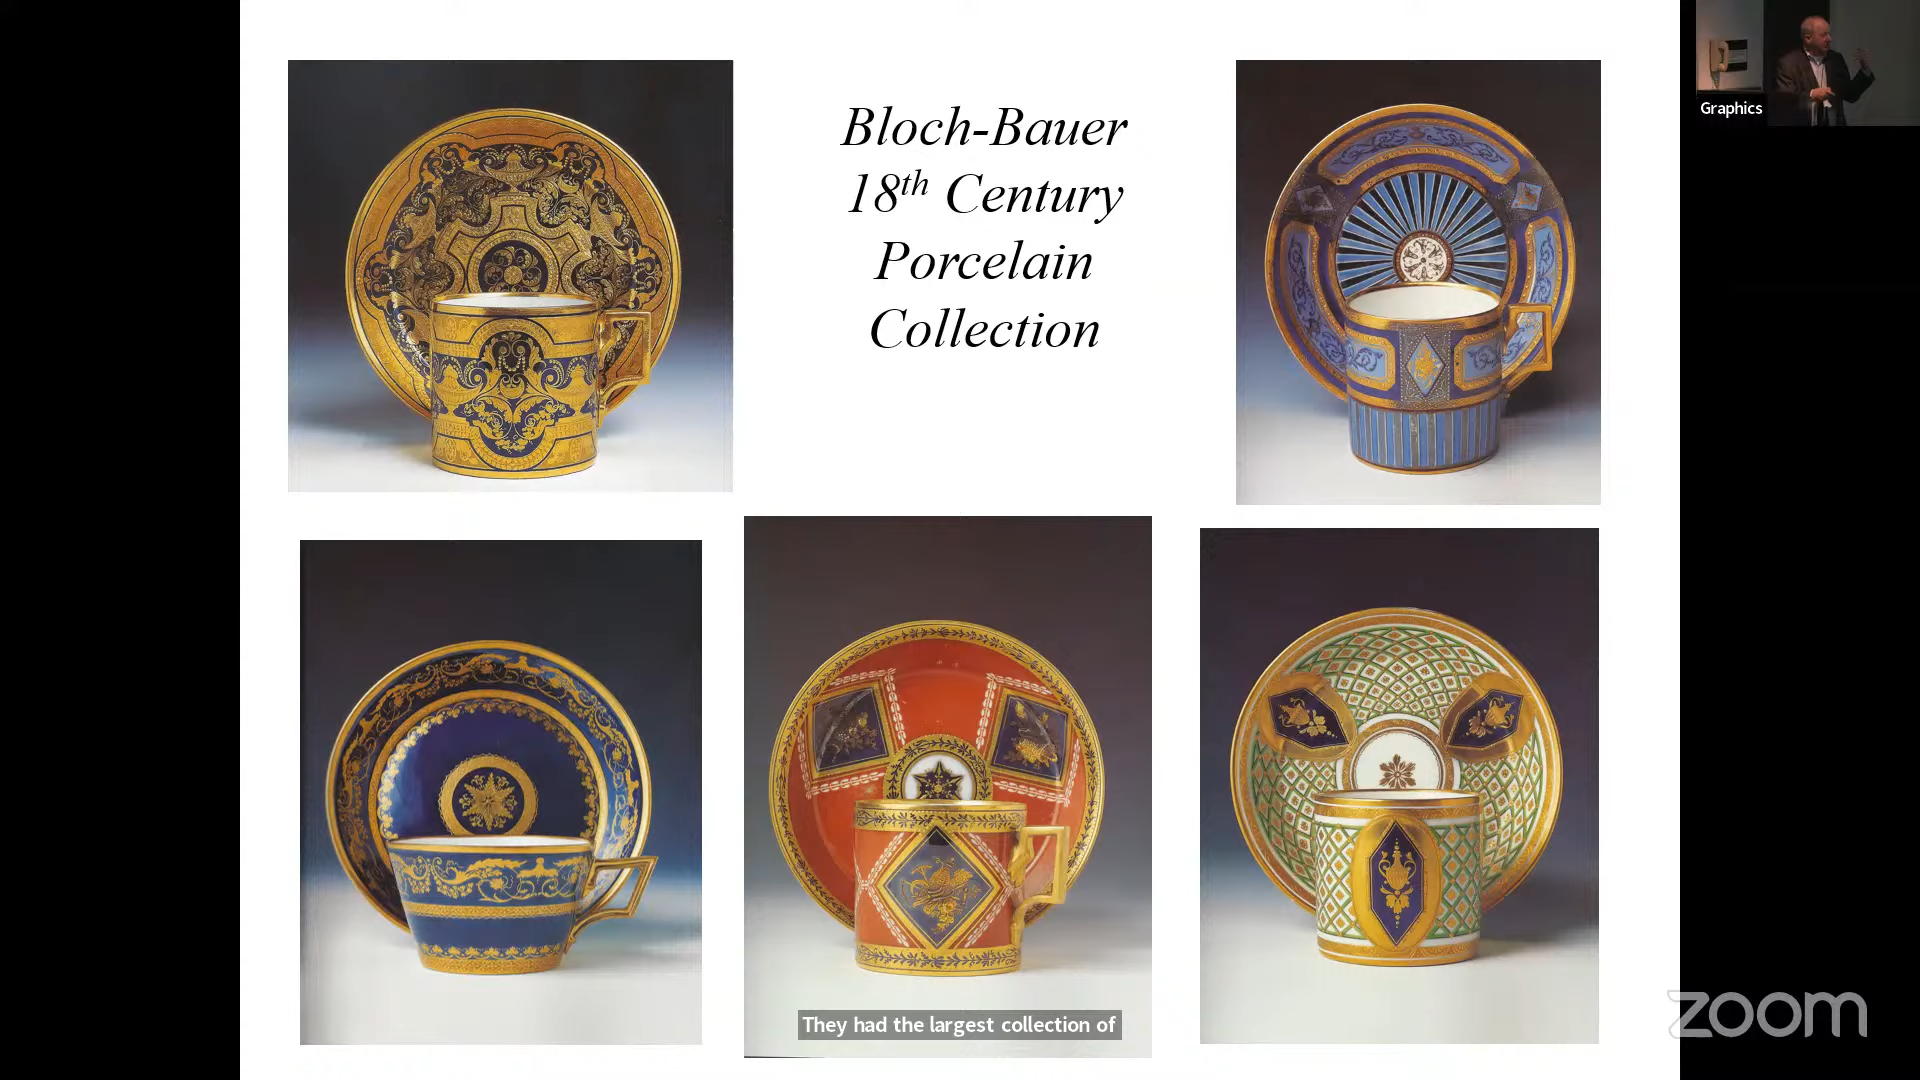 Bloch-Bauer
18th Century
Porcelain
Collection
Graphics
They had the largest collection of
zoom